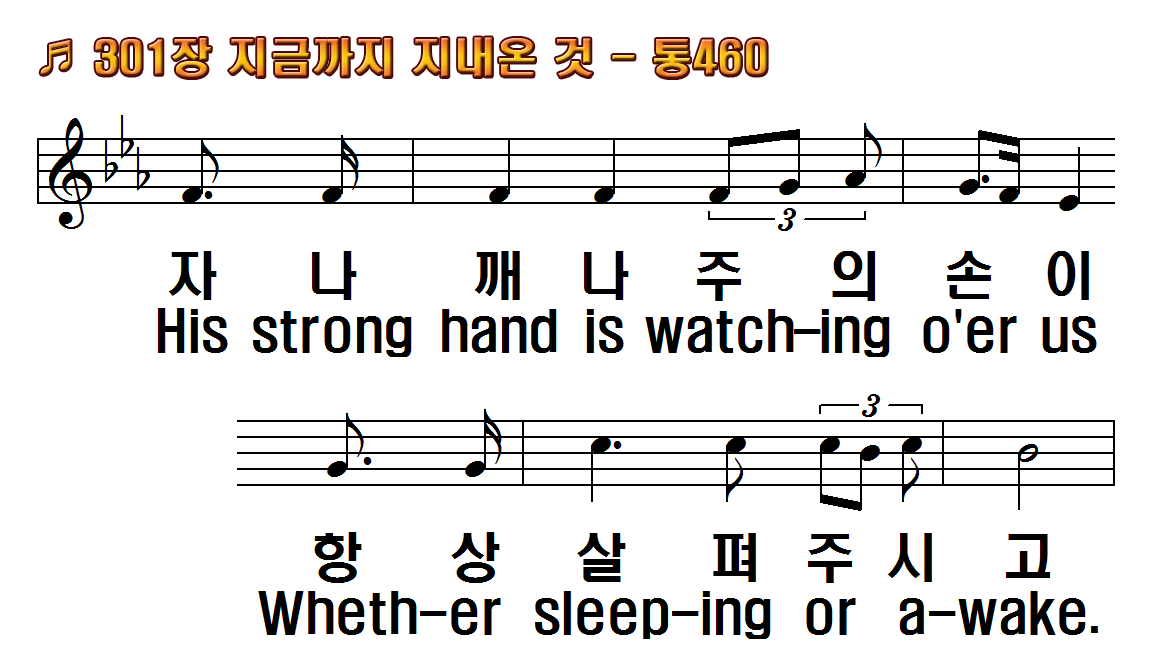 ♬ 301장 지금까지 지내온 것 - 통460
3
자 나 깨 나 주 의 손 이
His strong hand is watch-ing o'er us
3
항 상 살 펴 주 시 고
Wheth-er sleep-ing or a-wake.